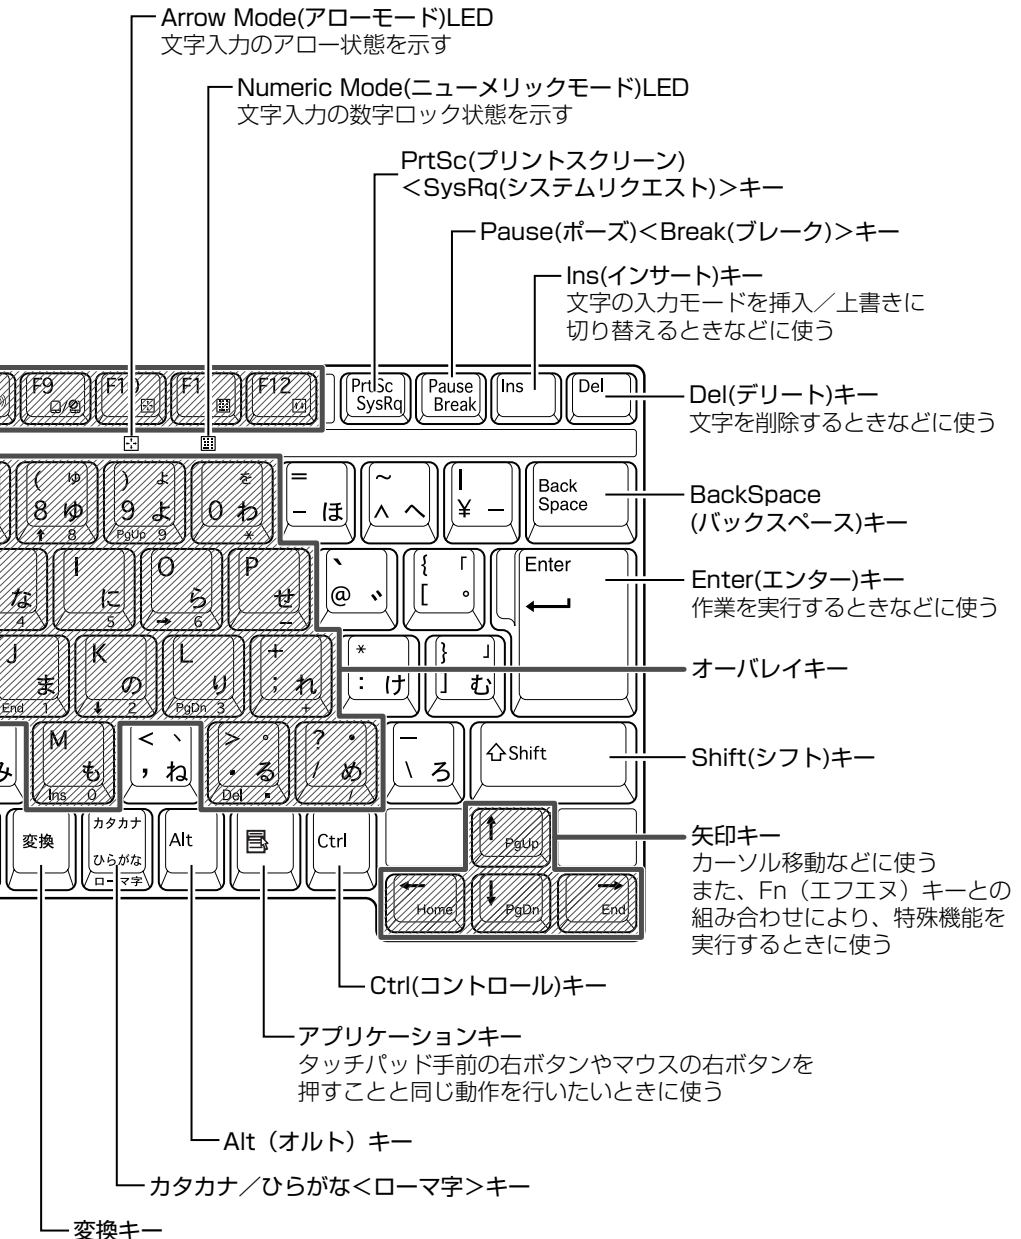 Arrow Mode(アローモード)LED
文字入力のアロー状態を示す
Numeric Mode(ニューメリックモード)LED
文字入力の数字ロック状態を示す
PrtSc(プリントスクリーン)
＜SysRq(システムリクエスト)＞キー
Pause(ポーズ)＜Break(ブレーク)＞キー
Ins(インサート)キー
文字の入力モードを挿入／上書きに
切り替えるときなどに使う
F9 F10 F11 F12 PrtSc SysRq Pause Break Ins Del
Del(デリート)キー
文字を削除するときなどに使う
( ゅ ) ょ を = ~ | Back Space
8 ゆ 9 よ 0 わ - ほ ^ へ ¥ ー
↑ 8 PgUp 9 *
BackSpace
(バックスペース)キー
I O P ` { 「 Enter
な に ら せ @ ゛ [ ゜ ←
4 5 → 6 −
Enter(エンター)キー
作業を実行するときなどに使う
J K L + * } 」
ま の り ; れ : け ] む
End 1 ↓ 2 PgDn 3 +
オーバレイキー
M < 、 > 。 ? ・ _ ⇧Shift
み も , ね . る / め \ ろ
Ins 0 Del . /
Shift(シフト)キー
変換 カタカナ ひらがな ローマ字 Alt Ctrl
↑ PgUp
← Home ↓ PgDn → End
矢印キー
カーソル移動などに使う
また、Fn（エフエヌ）キーとの
組み合わせにより、特殊機能を
実行するときに使う
Ctrl(コントロール)キー
アプリケーションキー
タッチパッド手前の右ボタンやマウスの右ボタンを
押すことと同じ動作を行いたいときに使う
Alt（オルト）キー
カタカナ／ひらがな＜ローマ字＞キー
変換キー